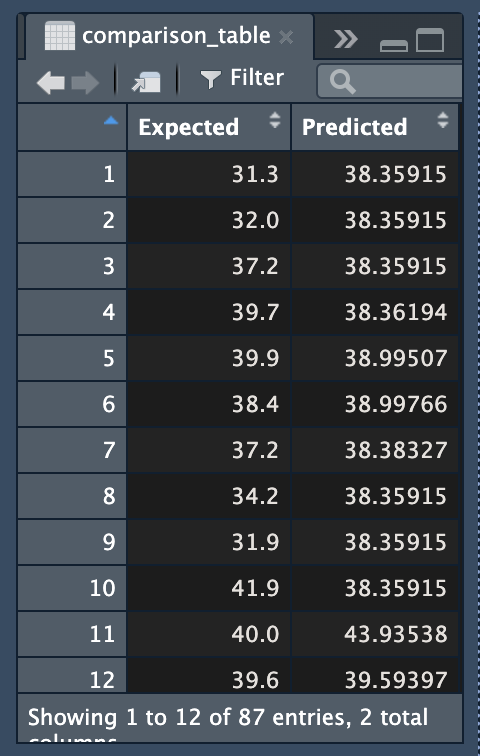 comparison_table
Filter
Expected Predicted
1 31.3 38.35915
2 32.0 38.35915
3 37.2 38.35915
4 39.7 38.36194
5 39.9 38.99507
6 38.4 38.99766
7 37.2 38.38327
8 34.2 38.35915
9 31.9 38.35915
10 41.9 38.35915
11 40.0 43.93538
12 39.6 39.59397
Showing 1 to 12 of 87 entries, 2 total
columns